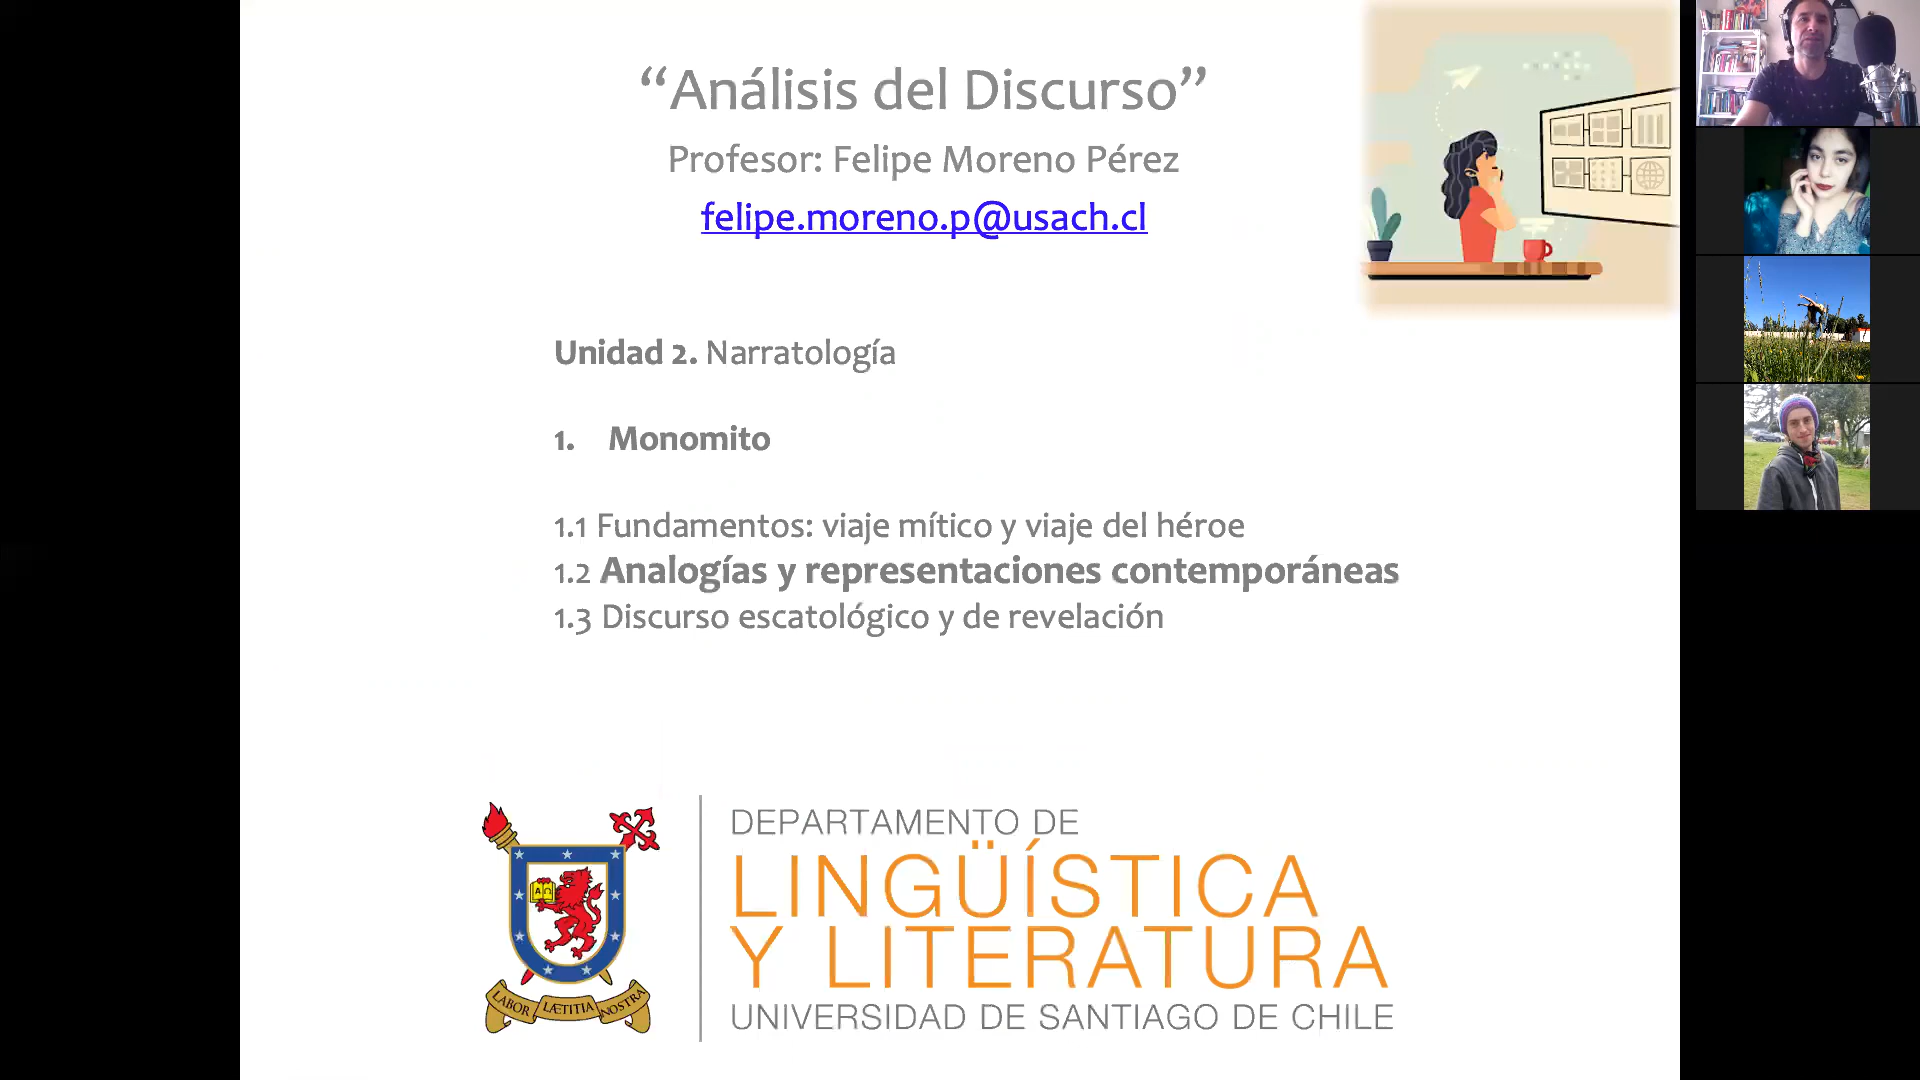 “Análisis del Discurso”
Profesor: Felipe Moreno Pérez
felipe.moreno.p@usach.cl
Unidad 2. Narratología
1. Monomito
1.1 Fundamentos: viaje mítico y viaje del héroe
1.2 Analogías y representaciones contemporáneas
1.3 Discurso escatológico y de revelación
DEPARTAMENTO DE
LINGÜÍSTICA
Y LITERATURA
UNIVERSIDAD DE SANTIAGO DE CHILE
A Ω
LABOR LÆTITIA NOSTRA